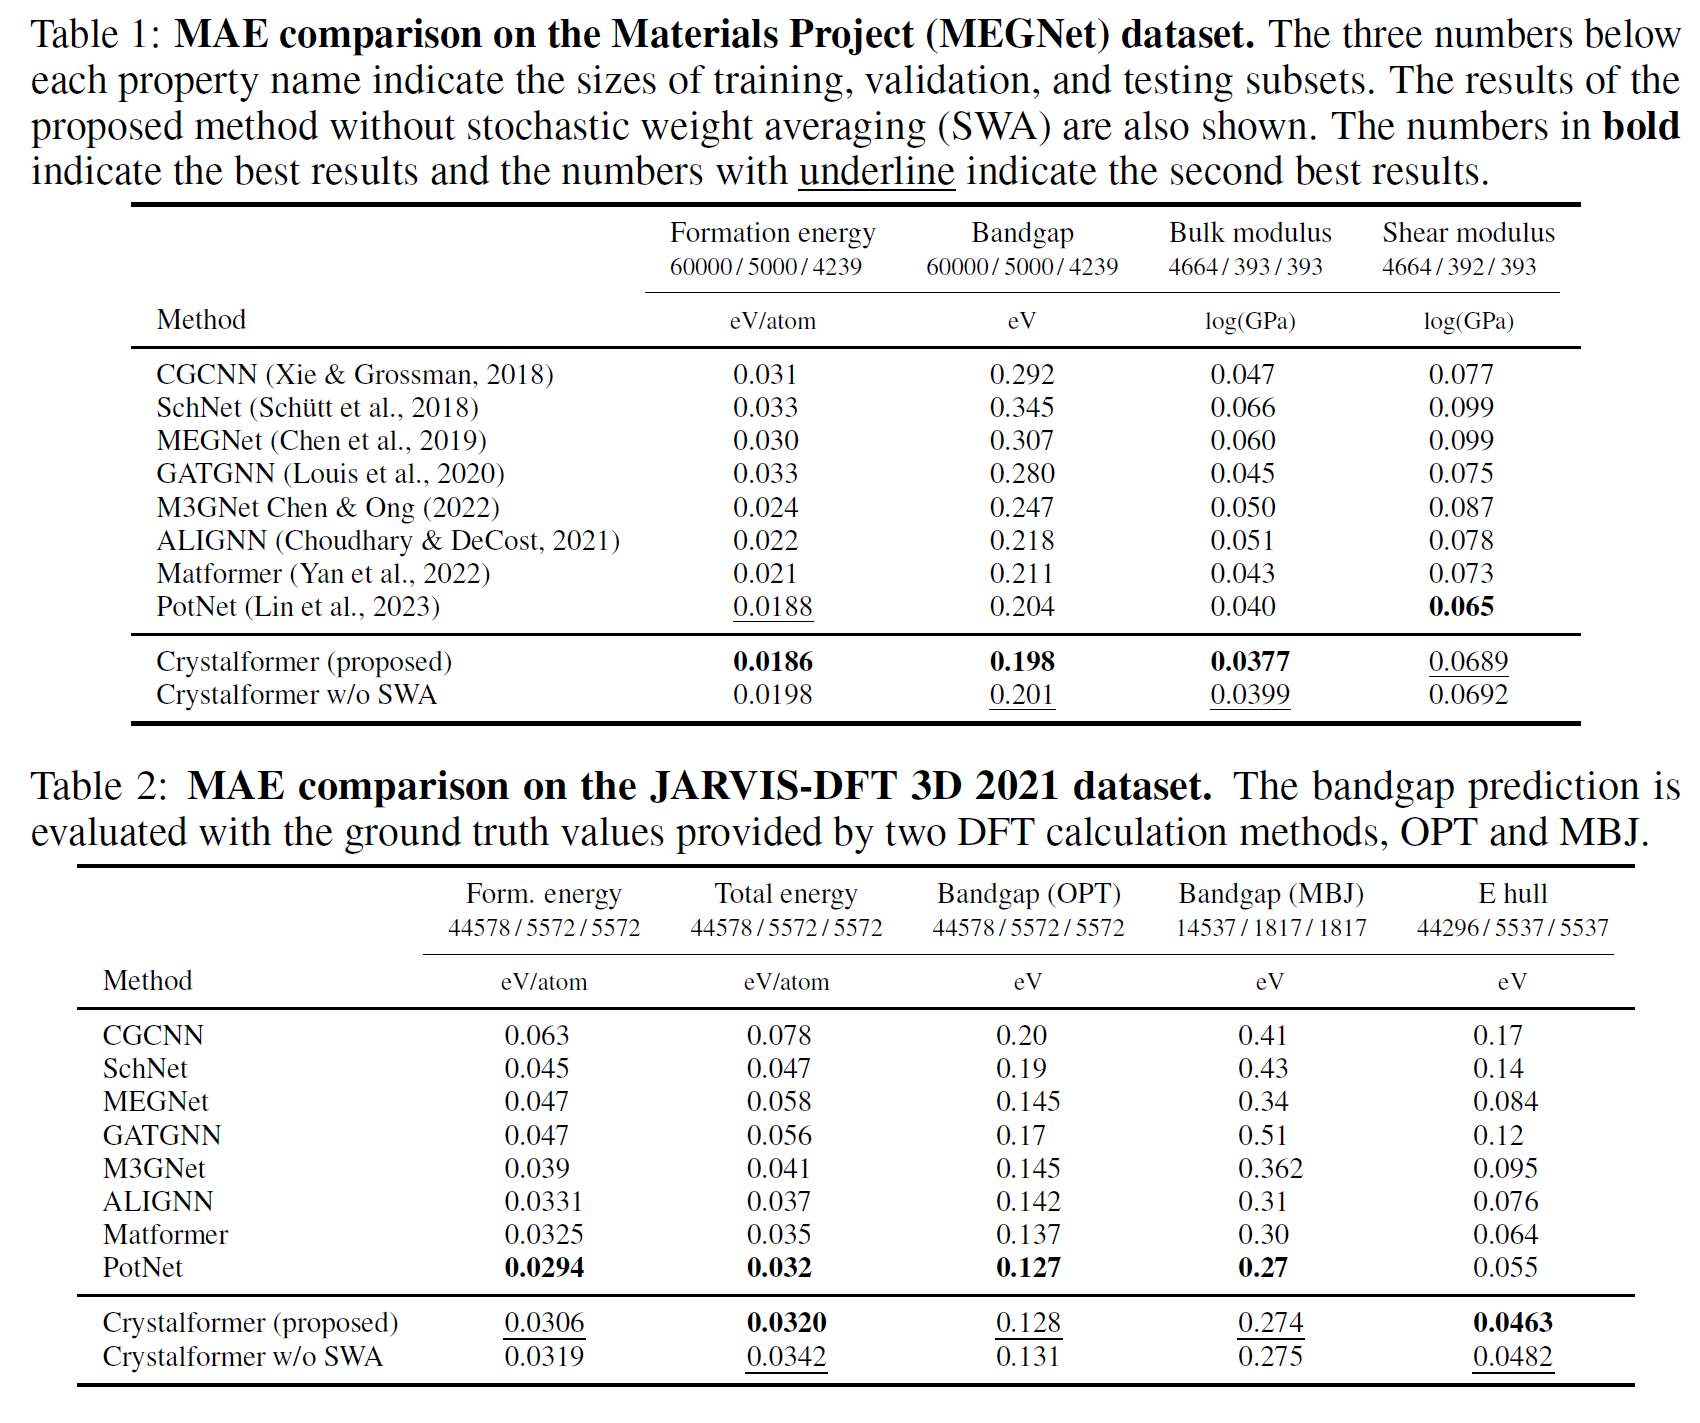 Table 1: MAE comparison on the Materials Project (MEGNet) dataset. The three numbers below
each property name indicate the sizes of training, validation, and testing subsets. The results of the
proposed method without stochastic weight averaging (SWA) are also shown. The numbers in bold
indicate the best results and the numbers with underline indicate the second best results.
Formation energy Bandgap Bulk modulus Shear modulus
60000 / 5000 / 4239 60000 / 5000 / 4239 4664 / 393 / 393 4664 / 392 / 393
Method eV/atom eV log(GPa) log(GPa)
CGCNN (Xie & Grossman, 2018) 0.031 0.292 0.047 0.077
SchNet (Schütt et al., 2018) 0.033 0.345 0.066 0.099
MEGNet (Chen et al., 2019) 0.030 0.307 0.060 0.099
GATGNN (Louis et al., 2020) 0.033 0.280 0.045 0.075
M3GNet Chen & Ong (2022) 0.024 0.247 0.050 0.087
ALIGNN (Choudhary & DeCost, 2021) 0.022 0.218 0.051 0.078
Matformer (Yan et al., 2022) 0.021 0.211 0.043 0.073
PotNet (Lin et al., 2023) 0.0188 0.204 0.040 0.065
Crystalformer (proposed) 0.0186 0.198 0.0377 0.0689
Crystalformer w/o SWA 0.0198 0.201 0.0399 0.0692
Table 2: MAE comparison on the JARVIS-DFT 3D 2021 dataset. The bandgap prediction is
evaluated with the ground truth values provided by two DFT calculation methods, OPT and MBJ.
Form. energy Total energy Bandgap (OPT) Bandgap (MBJ) E hull
44578 / 5572 / 5572 44578 / 5572 / 5572 44578 / 5572 / 5572 14537 / 1817 / 1817 44296 / 5537 / 5537
Method eV/atom eV/atom eV eV eV
CGCNN 0.063 0.078 0.20 0.41 0.17
SchNet 0.045 0.047 0.19 0.43 0.14
MEGNet 0.047 0.058 0.145 0.34 0.084
GATGNN 0.047 0.056 0.17 0.51 0.12
M3GNet 0.039 0.041 0.145 0.362 0.095
ALIGNN 0.0331 0.037 0.142 0.31 0.076
Matformer 0.0325 0.035 0.137 0.30 0.064
PotNet 0.0294 0.032 0.127 0.27 0.055
Crystalformer (proposed) 0.0306 0.0320 0.128 0.274 0.0463
Crystalformer w/o SWA 0.0319 0.0342 0.131 0.275 0.0482